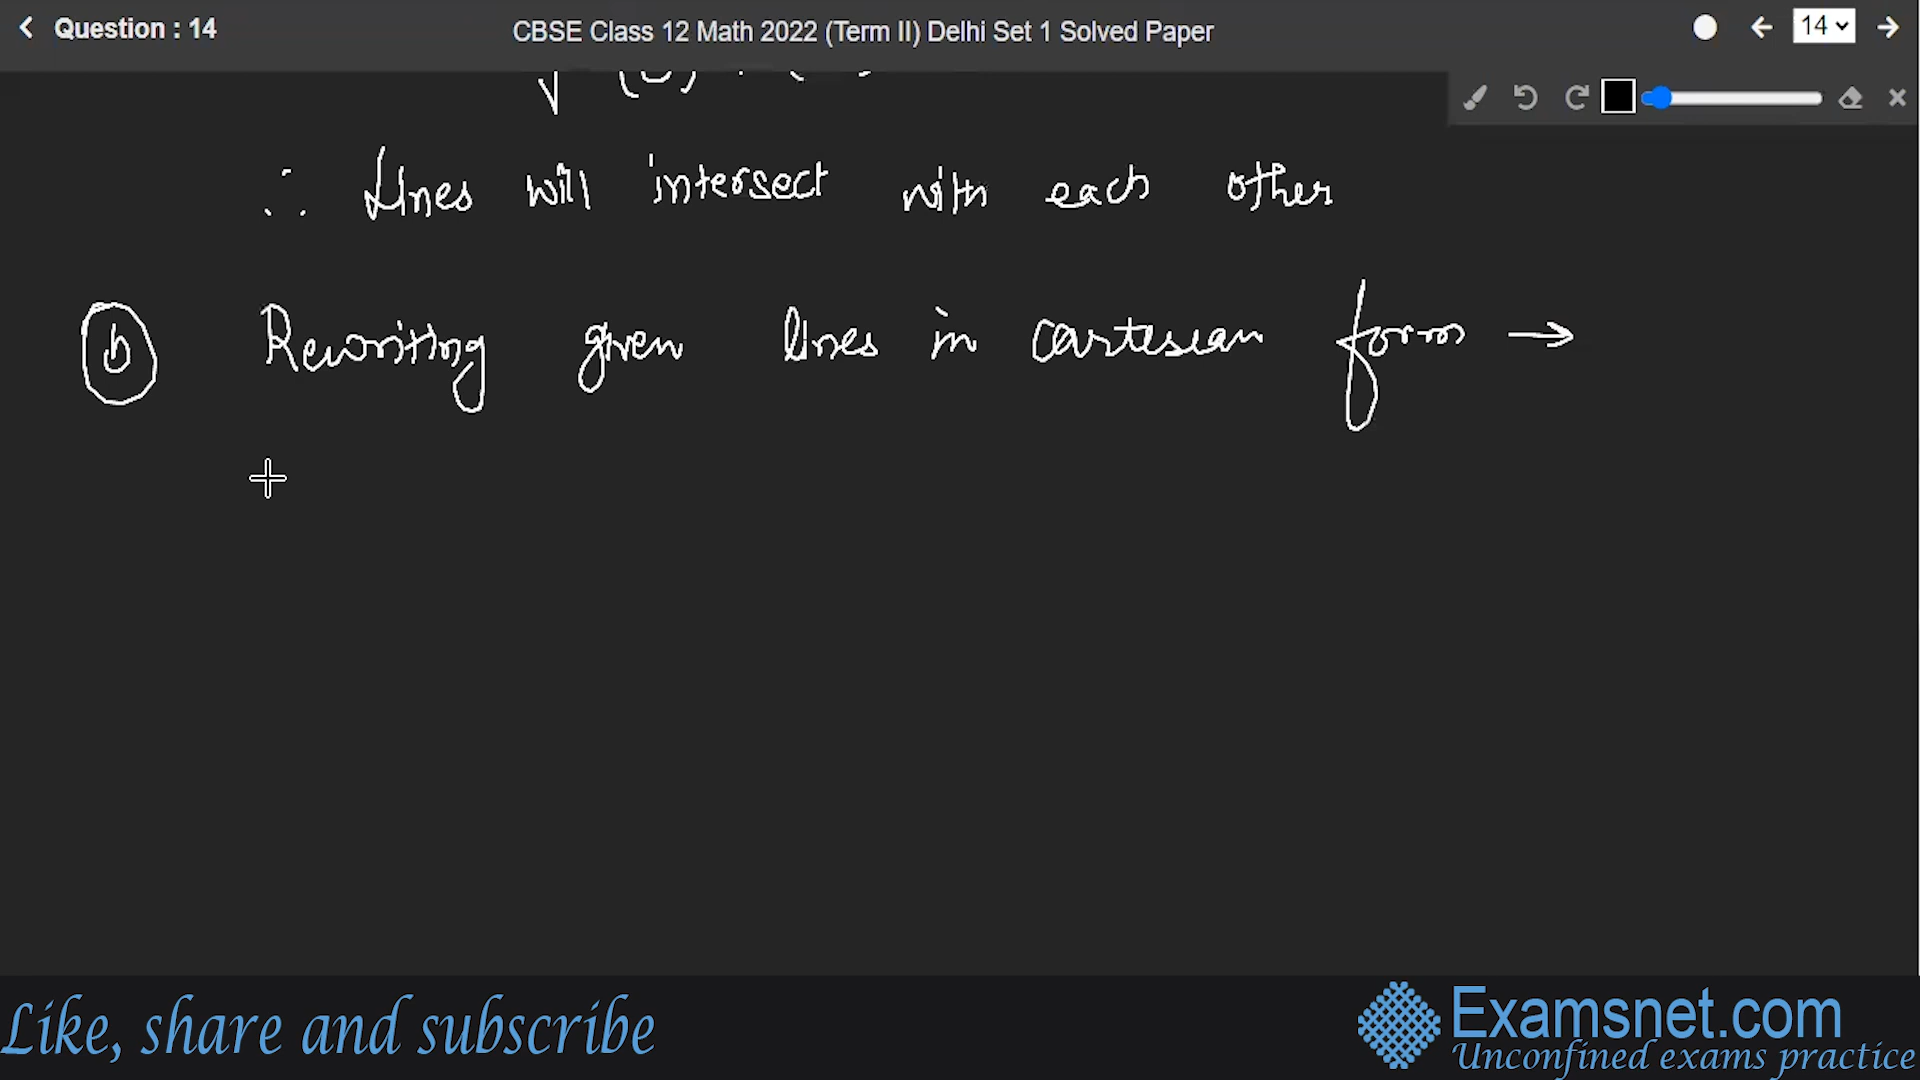 Question : 14
CBSE Class 12 Math 2022 (Term II) Delhi Set 1 Solved Paper
14
∴ Lines will intersect with each other
b Rewriting given lines in cartesian form →
Like, share and subscribe
Examsnet.com
Unconfined exams practice